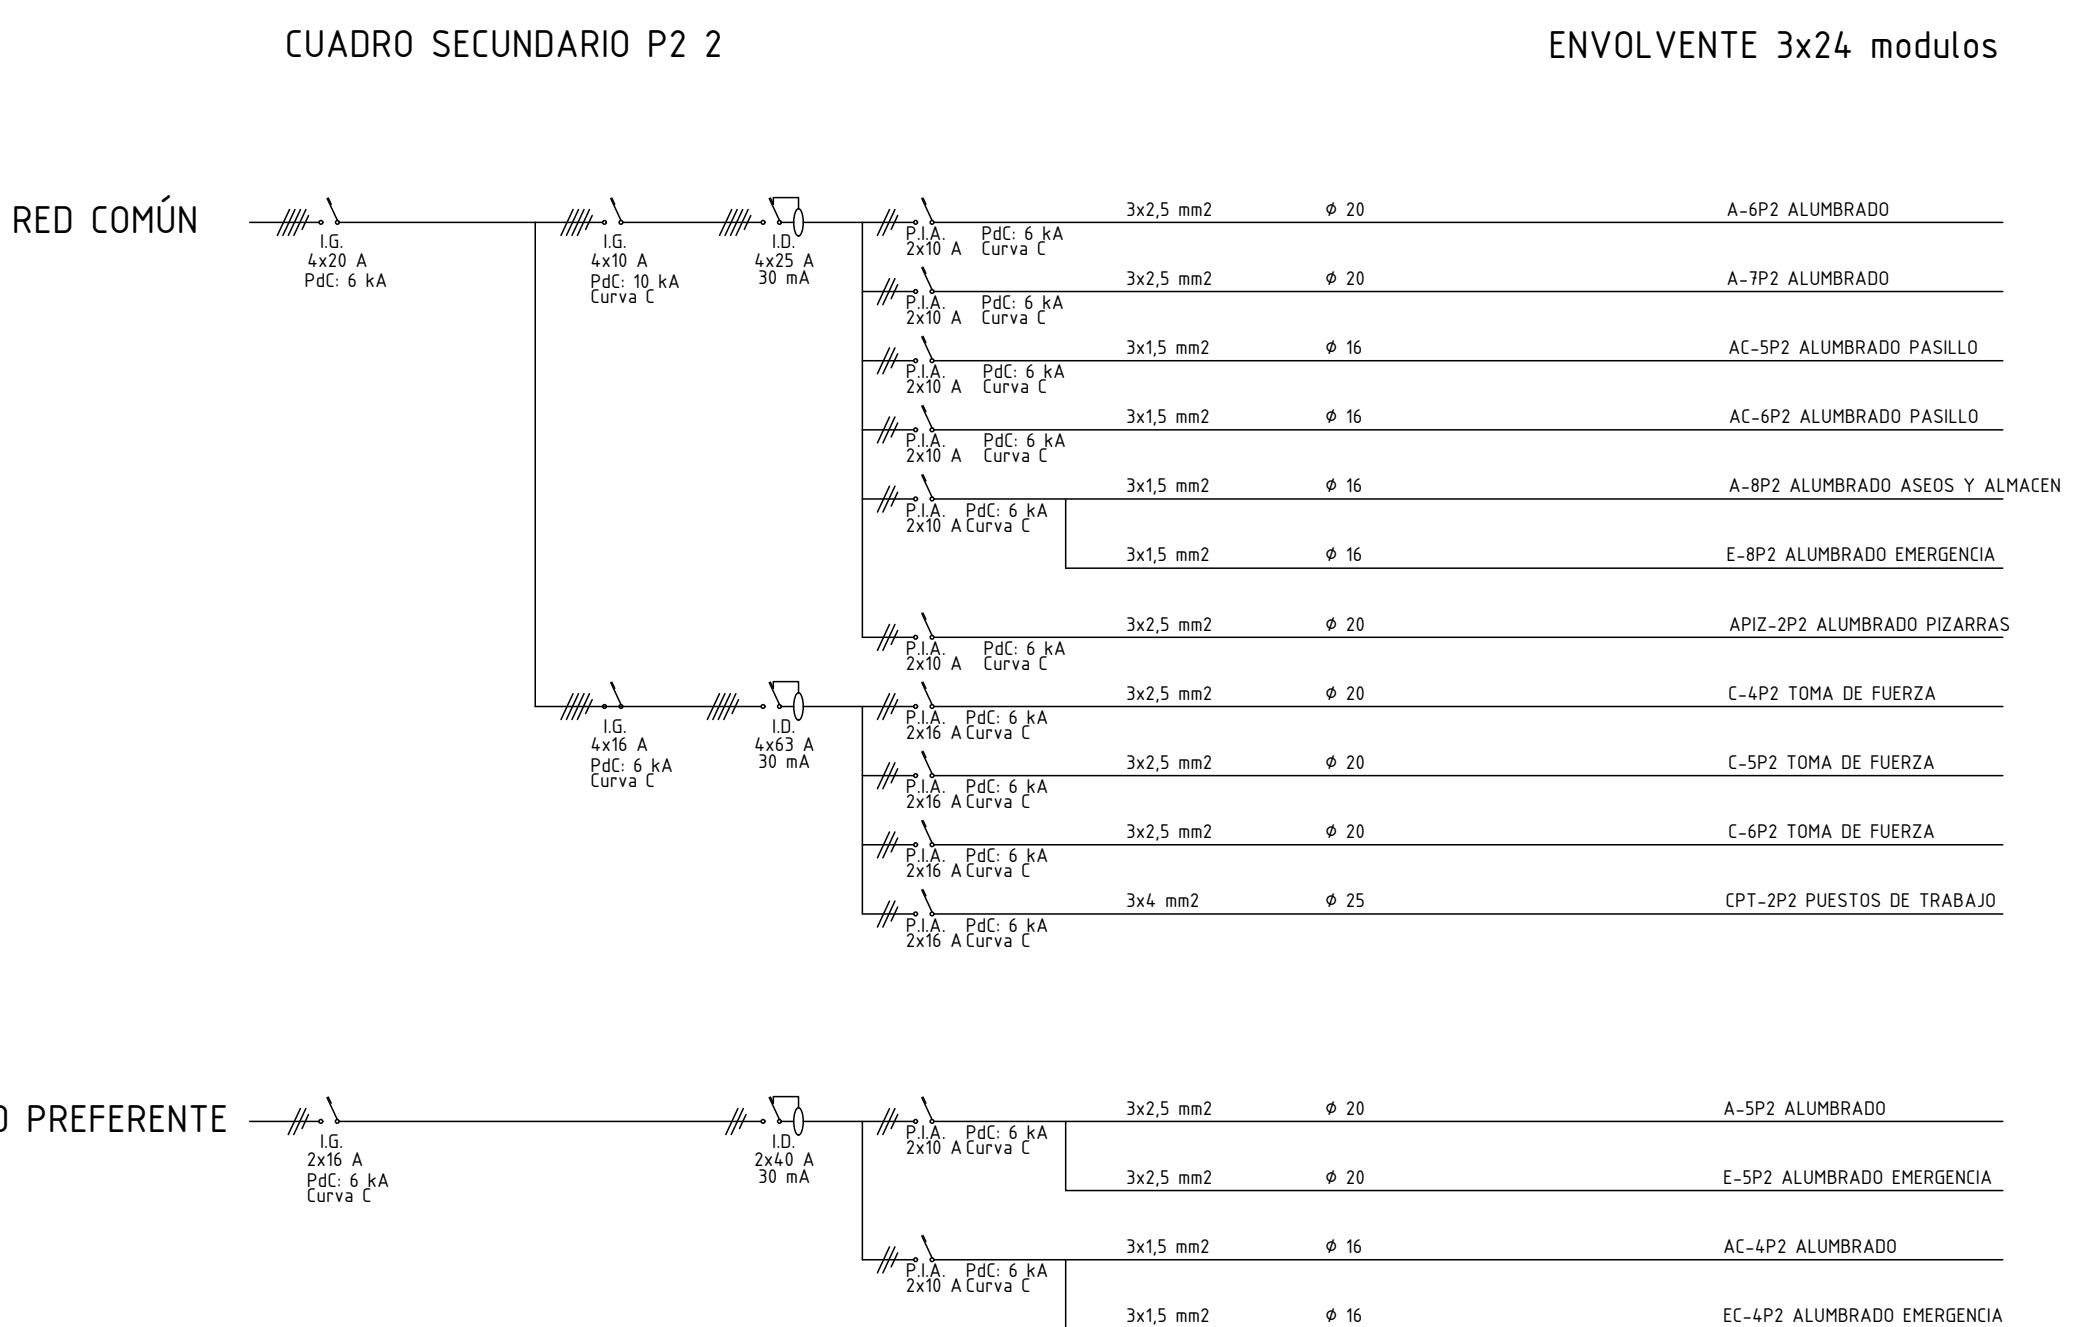 CUADRO SECUNDARIO P2 2
ENVOLVENTE 3x24 modulos
RED COMÚN
I.G.
4x20 A
PdC: 6 kA
I.G.
4x10 A
PdC: 10 kA
Curva C
I.D.
4x25 A
30 mA
P.I.A. PdC: 6 kA
2x10 A Curva C
3x2,5 mm2 ϕ 20 A-6P2 ALUMBRADO
P.I.A. PdC: 6 kA
2x10 A Curva C
3x2,5 mm2 ϕ 20 A-7P2 ALUMBRADO
P.I.A. PdC: 6 kA
2x10 A Curva C
3x1,5 mm2 ϕ 16 AC-5P2 ALUMBRADO PASILLO
P.I.A. PdC: 6 kA
2x10 A Curva C
3x1,5 mm2 ϕ 16 AC-6P2 ALUMBRADO PASILLO
P.I.A. PdC: 6 kA
2x10 A Curva C
3x1,5 mm2 ϕ 16 A-8P2 ALUMBRADO ASEOS Y ALMACEN
3x1,5 mm2 ϕ 16 E-8P2 ALUMBRADO EMERGENCIA
P.I.A. PdC: 6 kA
2x10 A Curva C
3x2,5 mm2 ϕ 20 APIZ-2P2 ALUMBRADO PIZARRAS
I.G.
4x16 A
PdC: 6 kA
Curva C
I.D.
4x63 A
30 mA
P.I.A. PdC: 6 kA
2x16 A Curva C
3x2,5 mm2 ϕ 20 C-4P2 TOMA DE FUERZA
P.I.A. PdC: 6 kA
2x16 A Curva C
3x2,5 mm2 ϕ 20 C-5P2 TOMA DE FUERZA
P.I.A. PdC: 6 kA
2x16 A Curva C
3x2,5 mm2 ϕ 20 C-6P2 TOMA DE FUERZA
P.I.A. PdC: 6 kA
2x16 A Curva C
3x4 mm2 ϕ 25 CPT-2P2 PUESTOS DE TRABAJO
PREFERENTE
I.G.
2x16 A
PdC: 6 kA
Curva C
I.D.
2x40 A
30 mA
P.I.A. PdC: 6 kA
2x10 A Curva C
3x2,5 mm2 ϕ 20 A-5P2 ALUMBRADO
3x2,5 mm2 ϕ 20 E-5P2 ALUMBRADO EMERGENCIA
P.I.A. PdC: 6 kA
2x10 A Curva C
3x1,5 mm2 ϕ 16 AC-4P2 ALUMBRADO
3x1,5 mm2 ϕ 16 EC-4P2 ALUMBRADO EMERGENCIA